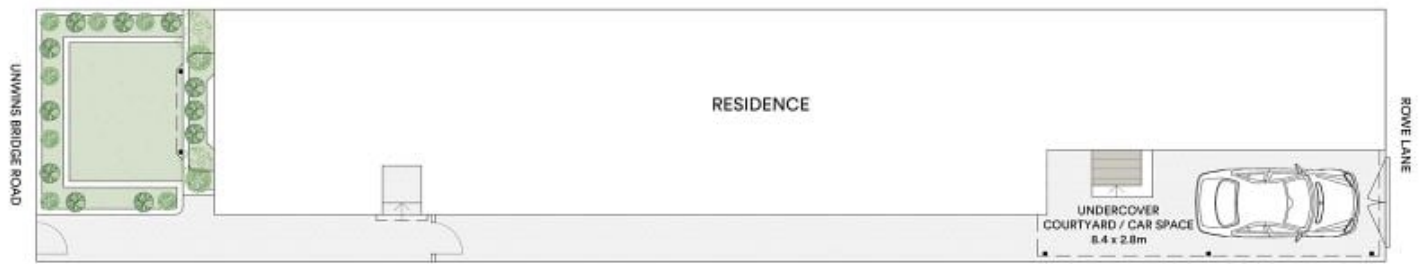 UNWINS BRIDGE ROAD
RESIDENCE
ROWE LANE
UNDERCOVER
COURTYARD / CAR SPACE
8.4 x 2.8m